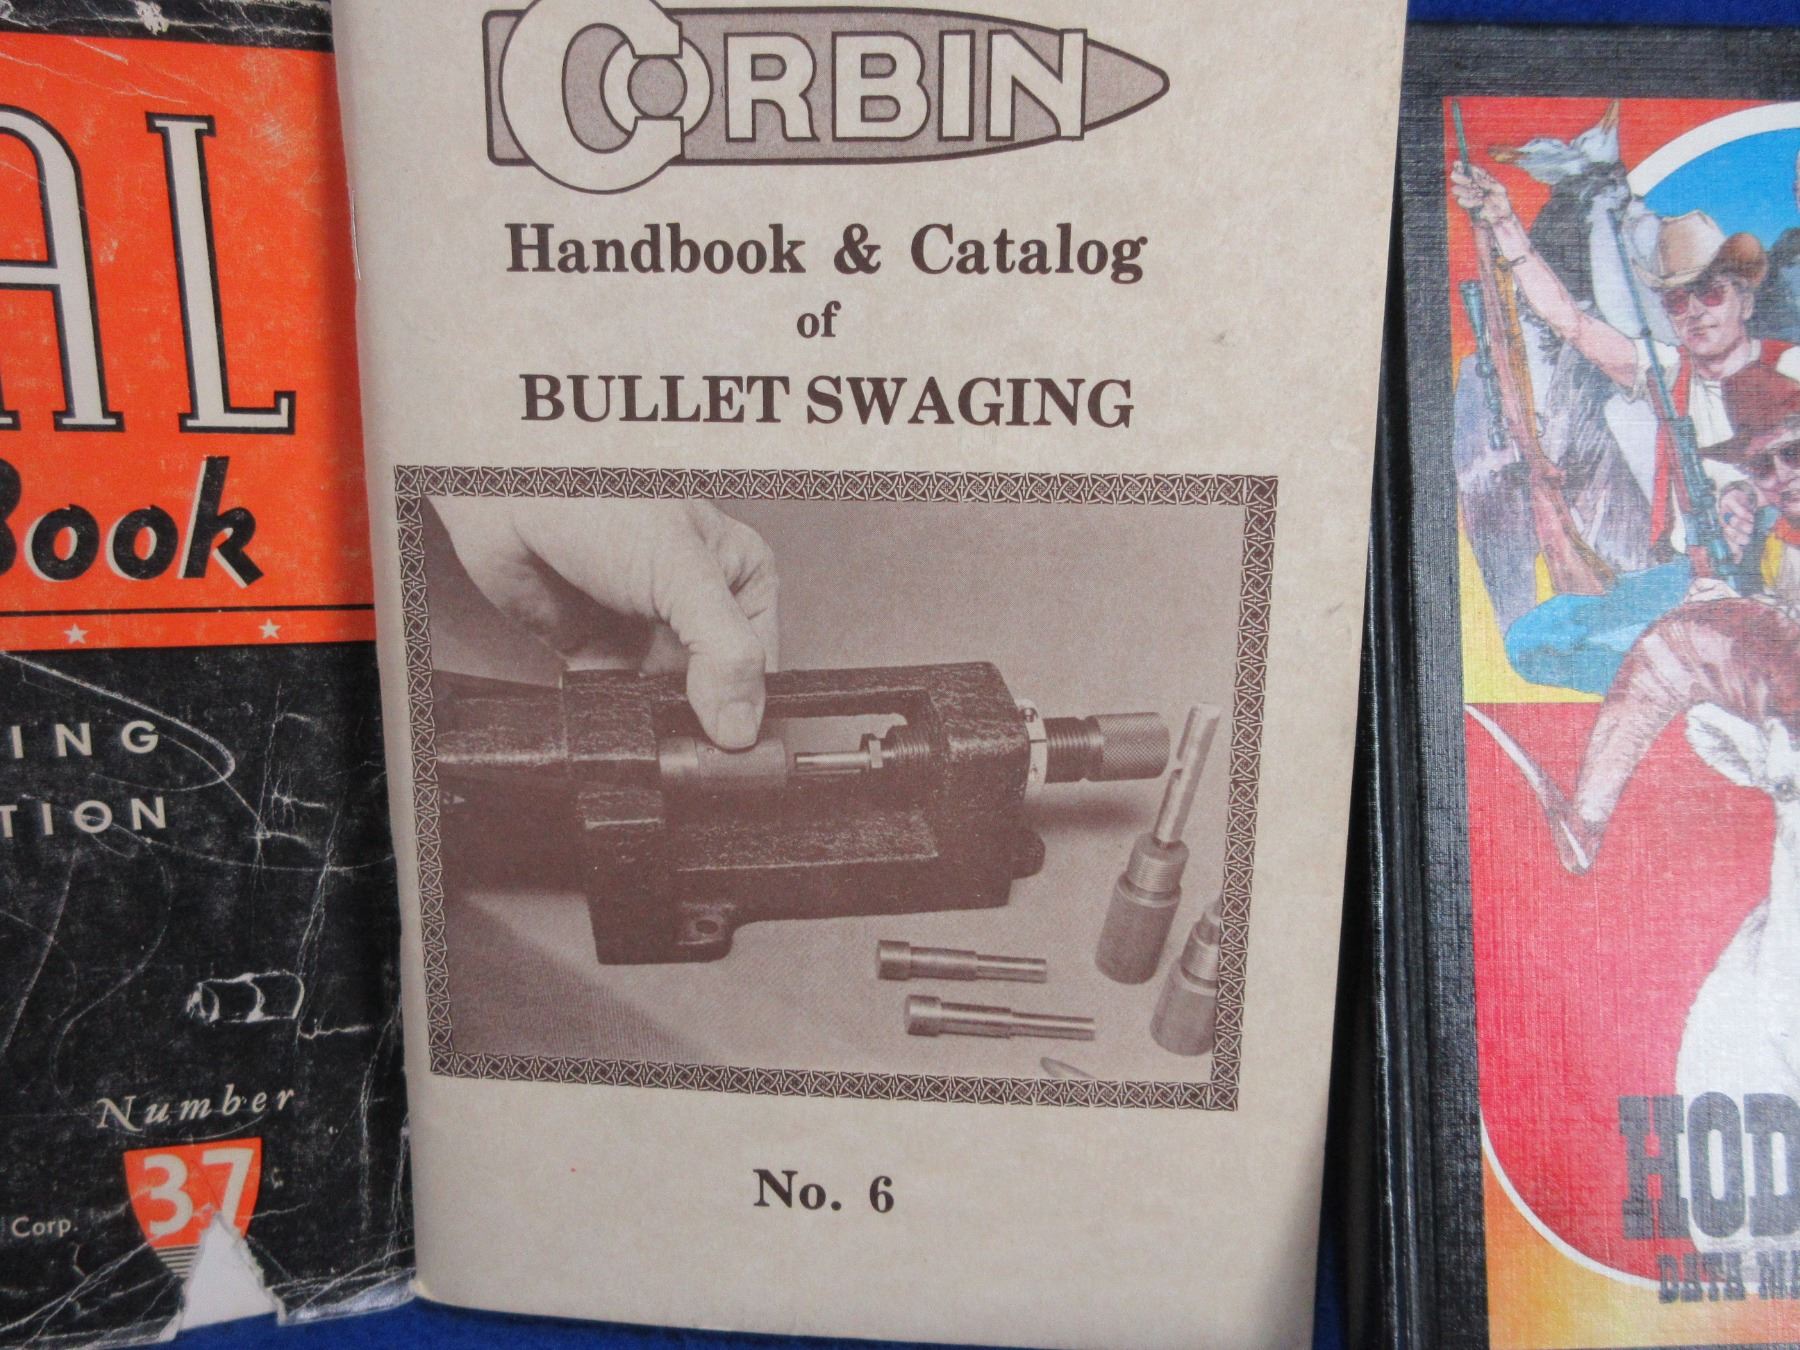 AL
Book
ING
TION
Number
37
Corp.
CORBIN
Handbook & Catalog
of
BULLET SWAGING
No. 6
HOD
DATA MA